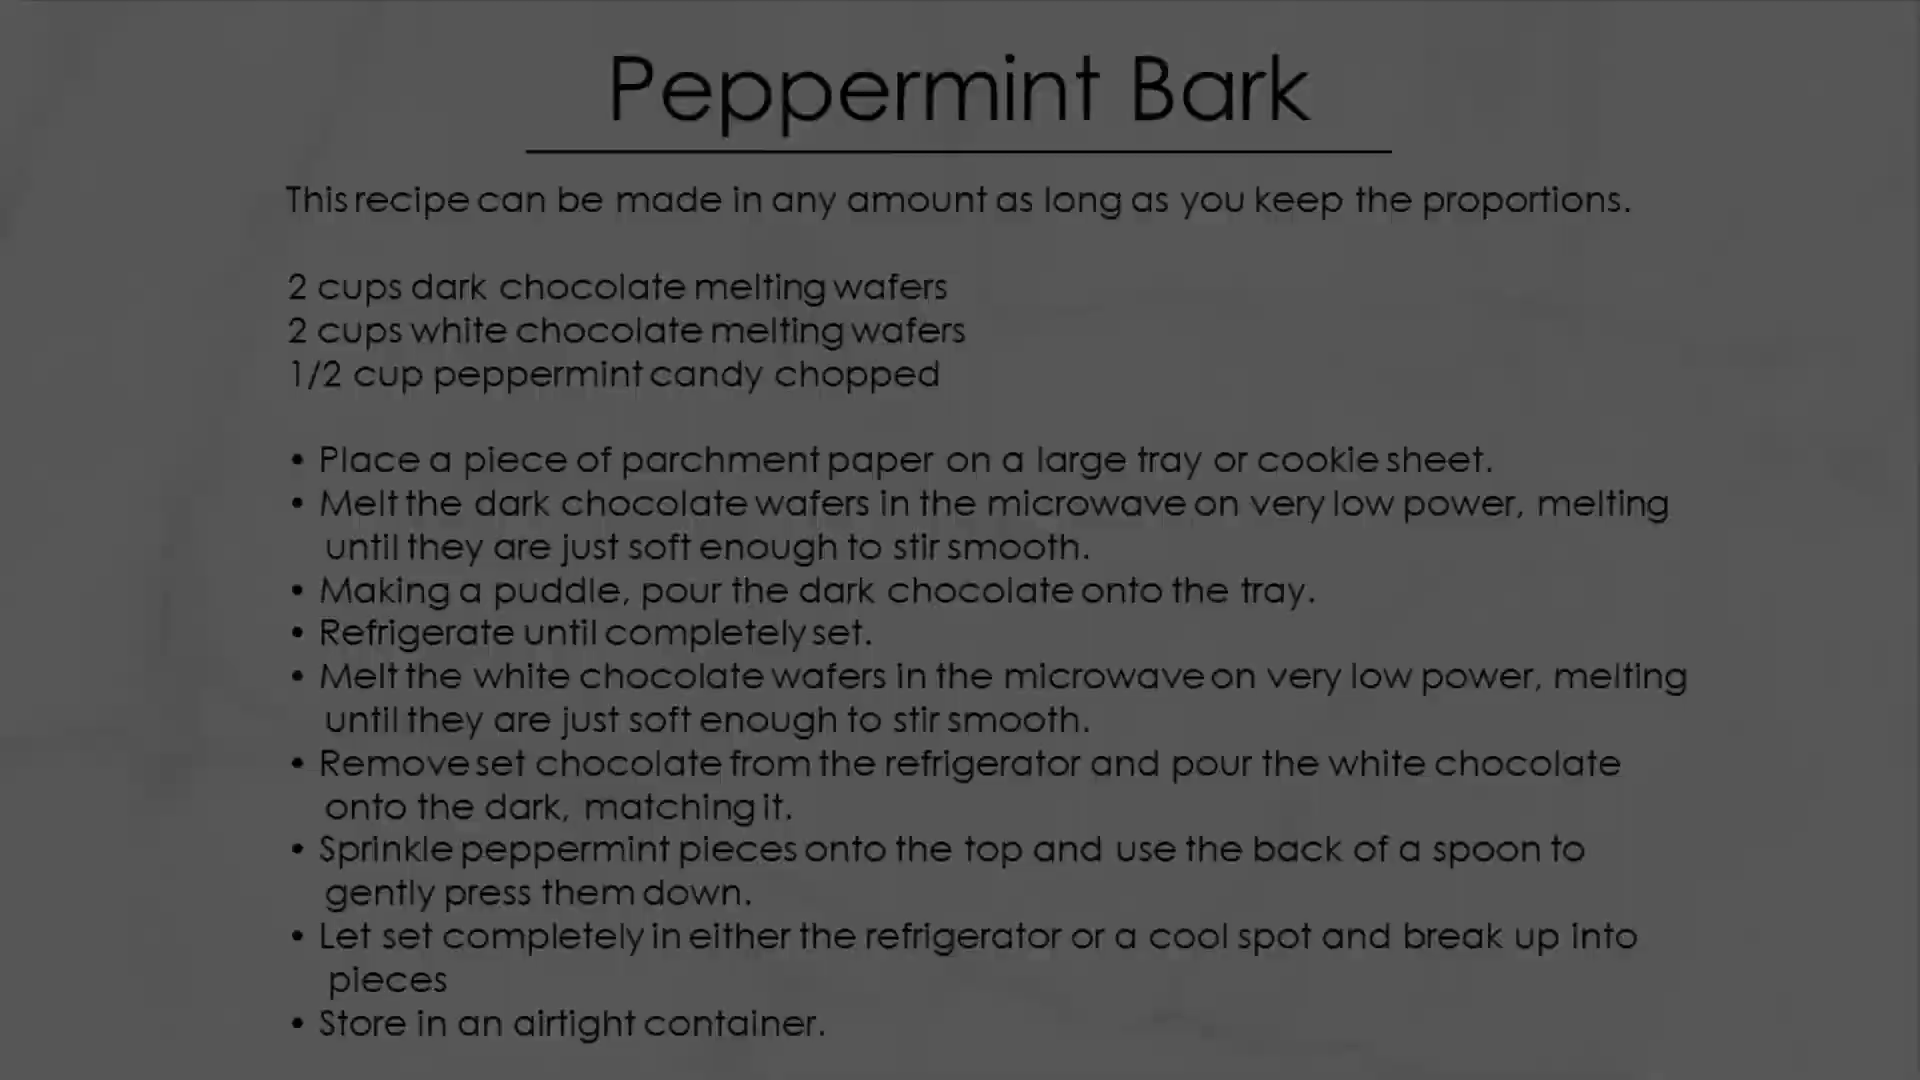 Peppermint Bark
This recipe can be made in any amount as long as you keep the proportions.
2 cups dark chocolate melting wafers
2 cups white chocolate melting wafers
1/2 cup peppermint candy chopped
• Place a piece of parchment paper on a large tray or cookie sheet.
• Melt the dark chocolate wafers in the microwave on very low power, melting
until they are just soft enough to stir smooth.
• Making a puddle, pour the dark chocolate onto the tray.
• Refrigerate until completely set.
• Melt the white chocolate wafers in the microwave on very low power, melting
until they are just soft enough to stir smooth.
• Remove set chocolate from the refrigerator and pour the white chocolate
onto the dark, matching it.
• Sprinkle peppermint pieces onto the top and use the back of a spoon to
gently press them down.
• Let set completely in either the refrigerator or a cool spot and break up into
pieces
• Store in an airtight container.